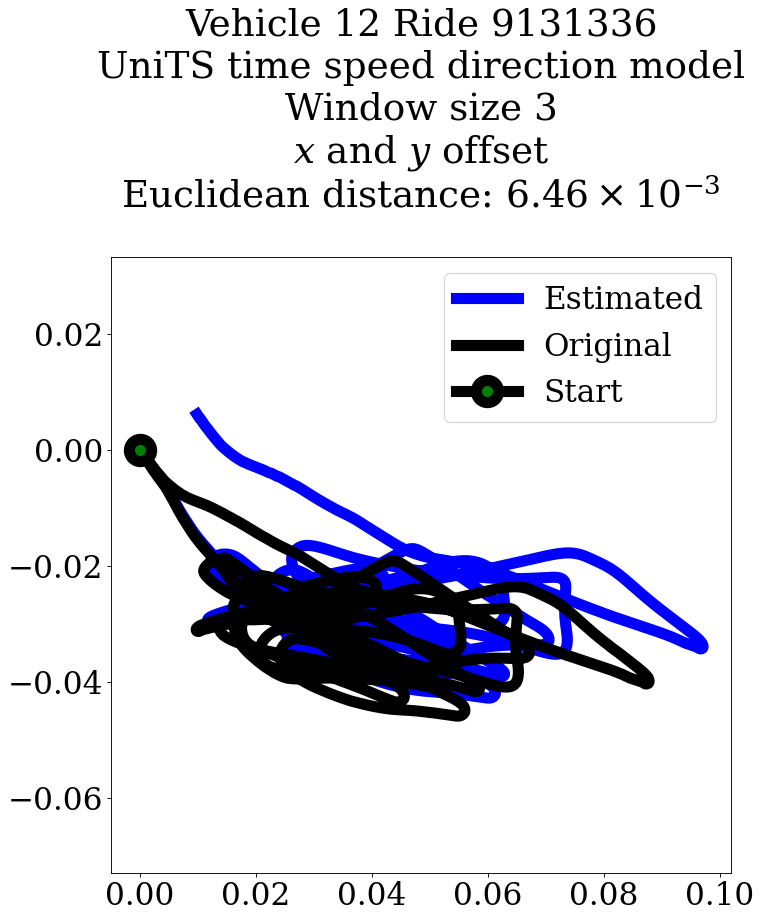 Vehicle 12 Ride 9131336
UniTS time speed direction model
Window size 3
x and y offset
Euclidean distance: 6.46 × 10⁻³
Estimated
Original
Start
0.02
0.00
−0.02
−0.04
−0.06
0.00 0.02 0.04 0.06 0.08 0.10